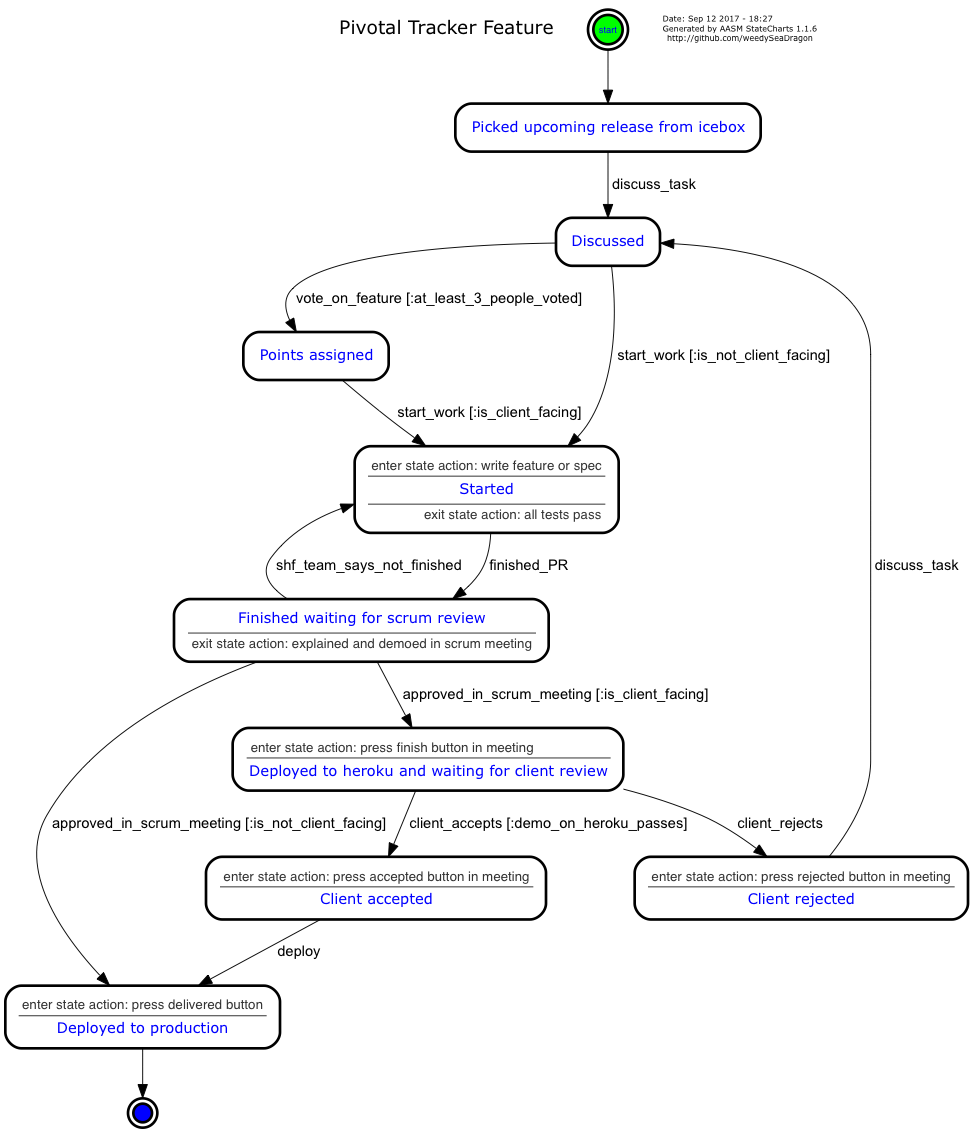 Pivotal Tracker Feature
start
Date: Sep 12 2017 - 18:27
Generated by AASM StateCharts 1.1.6
http://github.com/weedySeaDragon
Picked upcoming release from icebox
discuss_task
Discussed
vote_on_feature [:at_least_3_people_voted]
Points assigned
start_work [:is_not_client_facing]
start_work [:is_client_facing]
enter state action: write feature or spec
Started
exit state action: all tests pass
shf_team_says_not_finished
finished_PR
discuss_task
Finished waiting for scrum review
exit state action: explained and demoed in scrum meeting
approved_in_scrum_meeting [:is_client_facing]
enter state action: press finish button in meeting
Deployed to heroku and waiting for client review
approved_in_scrum_meeting [:is_not_client_facing]
client_accepts [:demo_on_heroku_passes]
client_rejects
enter state action: press accepted button in meeting
Client accepted
enter state action: press rejected button in meeting
Client rejected
deploy
enter state action: press delivered button
Deployed to production